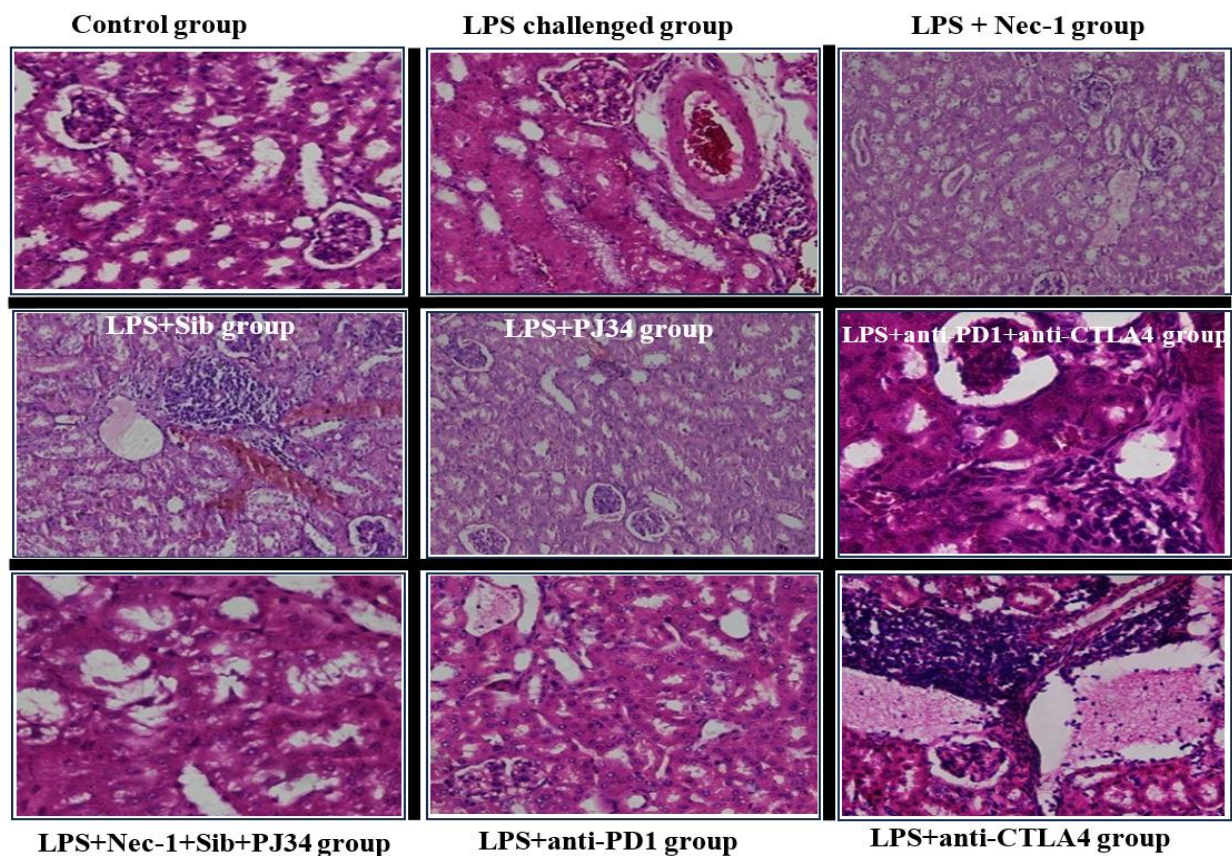 Control group
LPS challenged group
LPS + Nec-1 group
LPS+Sib group
LPS+PJ34 group
LPS+anti-PD1+anti-CTLA4 group
LPS+Nec-1+Sib+PJ34 group
LPS+anti-PD1 group
LPS+anti-CTLA4 group